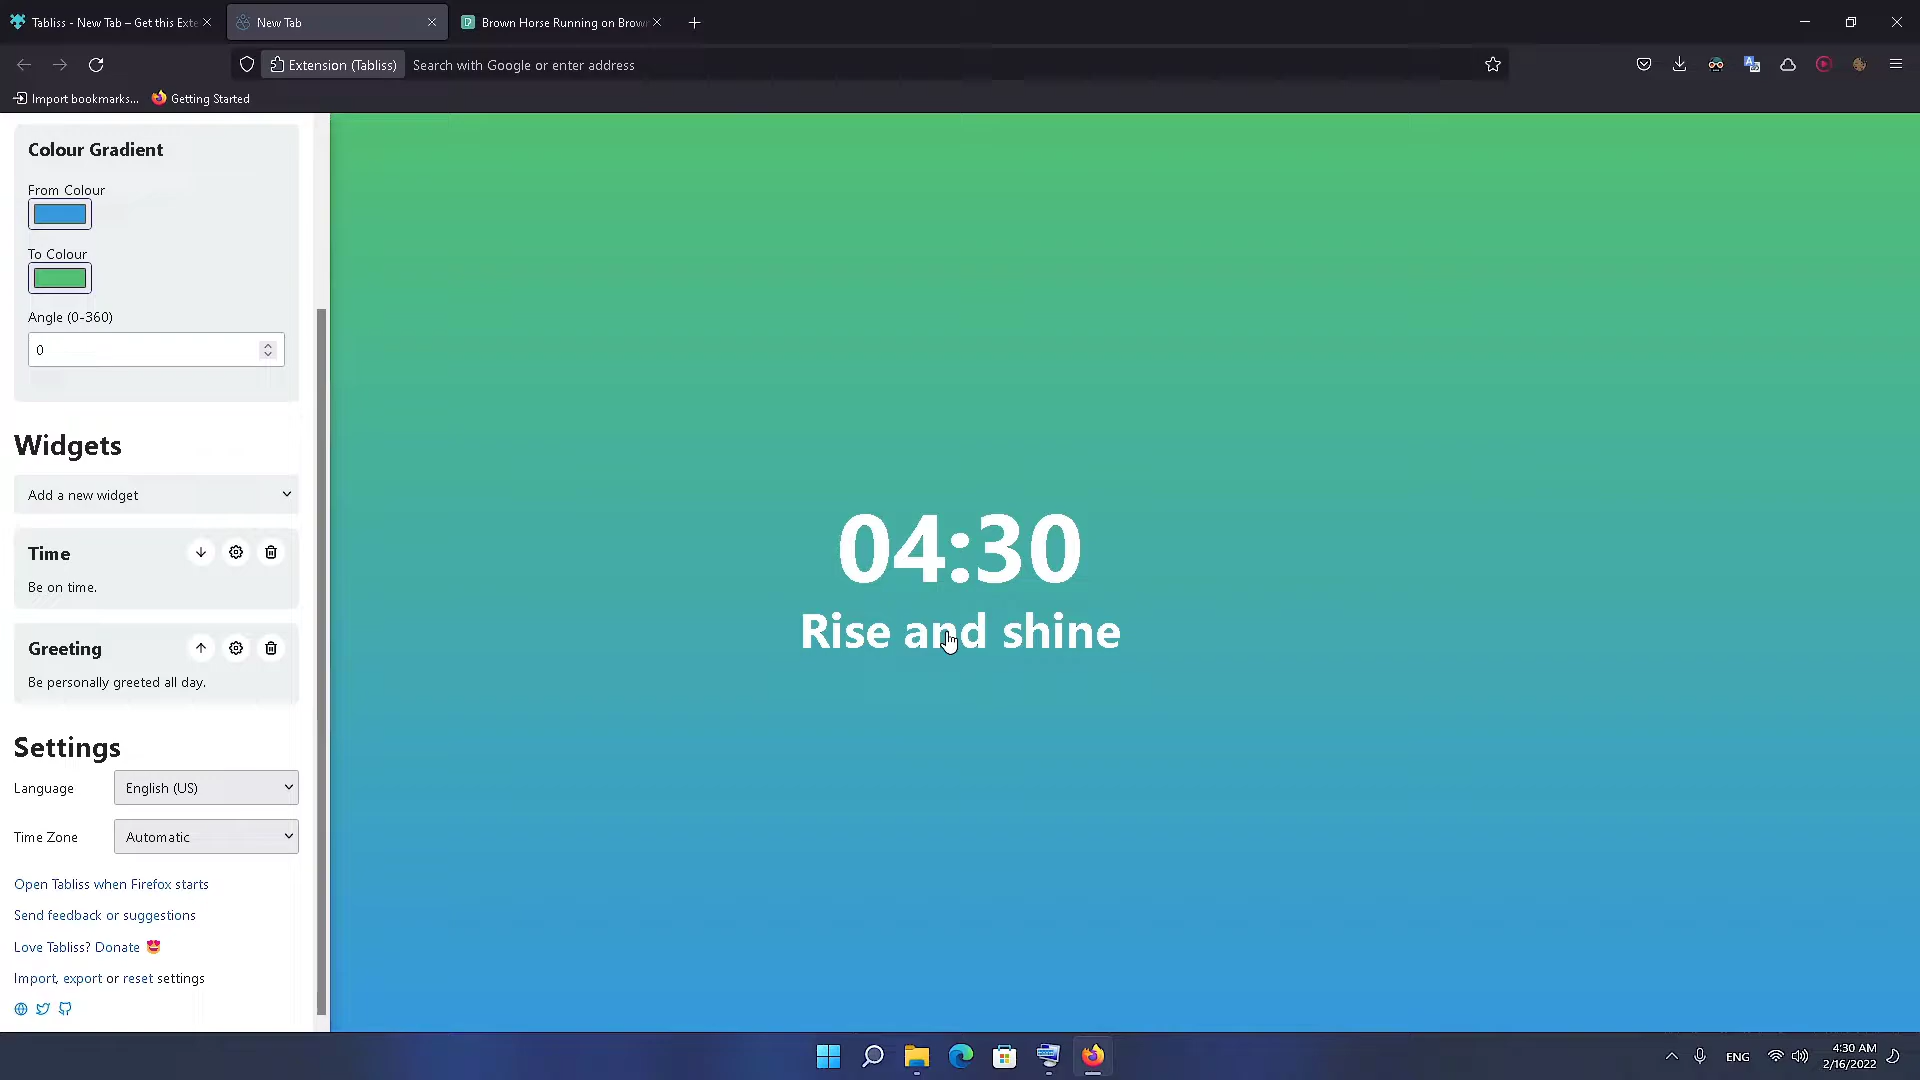 Tabliss - New Tab – Get this Exte
New Tab
Brown Horse Running on Brow
Extension (Tabliss)
Search with Google or enter address
Import bookmarks...
Getting Started
Colour Gradient
From Colour
To Colour
Angle (0-360)
0
Widgets
Add a new widget
Time
Be on time.
Greeting
Be personally greeted all day.
Settings
Language
English (US)
Time Zone
Automatic
Open Tabliss when Firefox starts
Send feedback or suggestions
Love Tabliss? Donate 😍
Import, export or reset settings
04:30
Rise and shine
ENG
4:30 AM
2/16/2022